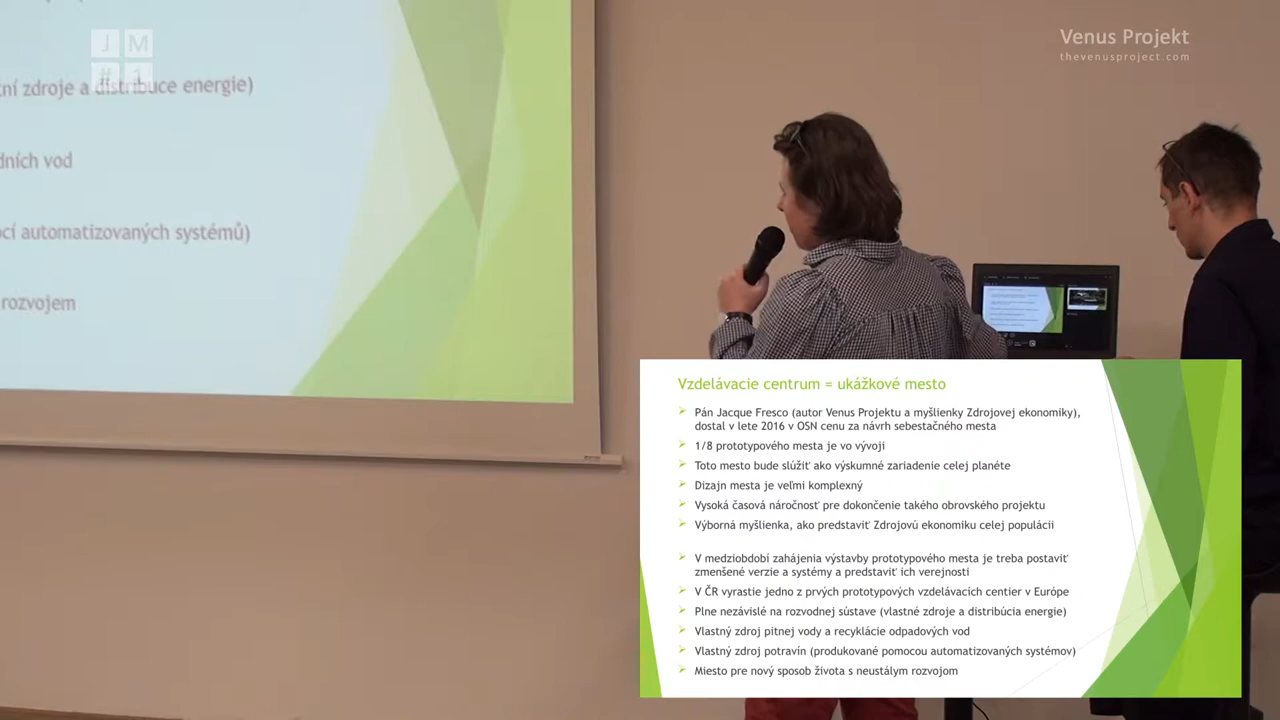 JM
#1
Venus Projekt
thevenusproject.com
tní zdroje a distribuce energie)
dních vod
ocí automatizovaných systémů)
rozvojem
Vzdelávacie centrum = ukážkové mesto
Pán Jacque Fresco (autor Venus Projektu a myšlienky Zdrojovej ekonomiky),
dostal v lete 2016 v OSN cenu za návrh sebestačného mesta
1/8 prototypového mesta je vo vývoji
Toto mesto bude slúžiť ako výskumné zariadenie celej planéte
Dizajn mesta je veľmi komplexný
Vysoká časová náročnosť pre dokončenie takého obrovského projektu
Výborná myšlienka, ako predstaviť Zdrojovú ekonomiku celej populácii
V medziobdobí zahájenia výstavby prototypového mesta je treba postaviť
zmenšené verzie a systémy a predstaviť ich verejnosti
V ČR vyrastie jedno z prvých prototypových vzdelávacích centier v Európe
Plne nezávislé na rozvodnej sústave (vlastné zdroje a distribúcia energie)
Vlastný zdroj pitnej vody a recyklácie odpadových vod
Vlastný zdroj potravín (produkované pomocou automatizovaných systémov)
Miesto pre nový sposob života s neustálym rozvojom